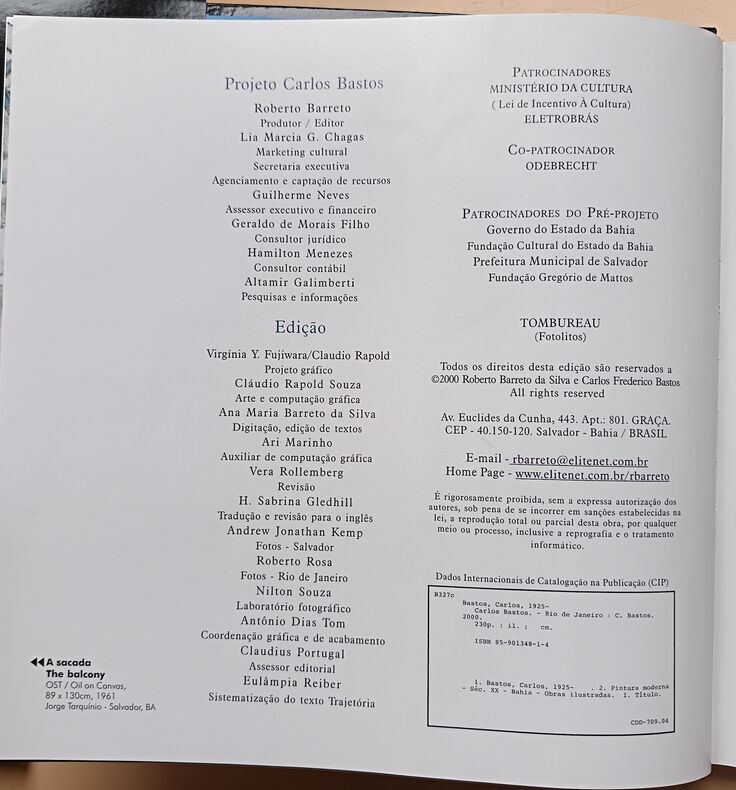 Projeto Carlos Bastos
Roberto Barreto
Produtor / Editor
Lia Marcia G. Chagas
Marketing cultural
Secretaria executiva
Agenciamento e captação de recursos
Guilherme Neves
Assessor executivo e financeiro
Geraldo de Morais Filho
Consultor jurídico
Hamilton Menezes
Consultor contábil
Altamir Galimberti
Pesquisas e informações
Edição
Virgínia Y. Fujiwara/Claudio Rapold
Projeto gráfico
Cláudio Rapold Souza
Arte e computação gráfica
Ana Maria Barreto da Silva
Digitação, edição de textos
Ari Marinho
Auxiliar de computação gráfica
Vera Rollemberg
Revisão
H. Sabrina Gledhill
Tradução e revisão para o inglês
Andrew Jonathan Kemp
Fotos - Salvador
Roberto Rosa
Fotos - Rio de Janeiro
Nilton Souza
Laboratório fotográfico
Antônio Dias Tom
Coordenação gráfica e de acabamento
Claudius Portugal
Assessor editorial
Eulâmpia Reiber
Sistematização do texto Trajetória
A sacada
The balcony
OST / Oil on Canvas,
89 x 130cm, 1961
Jorge Tarquínio - Salvador, BA
PATROCINADORES
MINISTÉRIO DA CULTURA
( Lei de Incentivo À Cultura)
ELETROBRÁS
CO-PATROCINADOR
ODEBRECHT
PATROCINADORES DO PRÉ-PROJETO
Governo do Estado da Bahia
Fundação Cultural do Estado da Bahia
Prefeitura Municipal de Salvador
Fundação Gregório de Mattos
TOMBUREAU
(Fotolitos)
Todos os direitos desta edição são reservados a
©2000 Roberto Barreto da Silva e Carlos Frederico Bastos
All rights reserved
Av. Euclides da Cunha, 443. Apt.: 801. GRAÇA.
CEP - 40.150-120. Salvador - Bahia / BRASIL
E-mail - rbarreto@elitenet.com.br
Home Page - www.elitenet.com.br/rbarreto
É rigorosamente proibida, sem a expressa autorização dos
autores, sob pena de se incorrer em sanções estabelecidas na
lei, a reprodução total ou parcial desta obra, por qualquer
meio ou processo, inclusive a reprografia e o tratamento
informático.
Dados Internacionais de Catalogação na Publicação (CIP)
B327c
Bastos, Carlos, 1925-
Carlos Bastos. - Rio de Janeiro : C. Bastos,
2000.
230p. : il. ; cm.
ISBN 85-901348-1-4
1. Bastos, Carlos, 1925- . 2. Pintura moderna
- Séc. XX - Bahia - Obras ilustradas. I. Título.
CDD-709.04